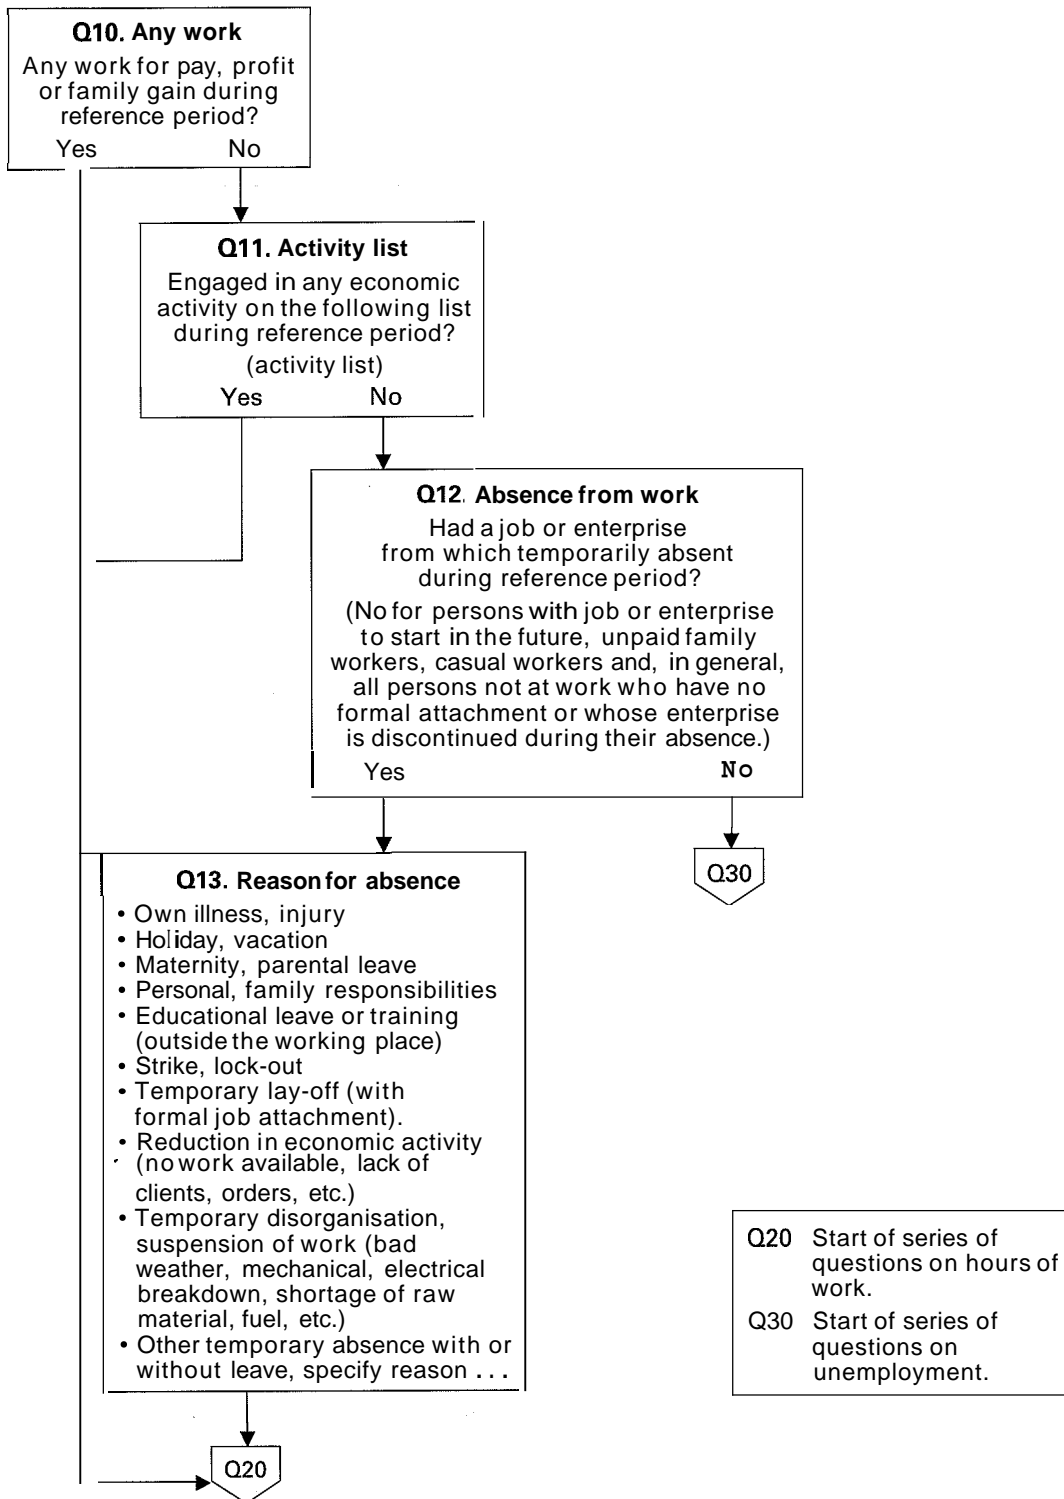 Q10. Any work
Any work for pay, profit
or family gain during
reference period?
Yes No
Q11. Activity list
Engaged in any economic
activity on the following list
during reference period?
(activity list)
Yes No
Q12. Absence from work
Had a job or enterprise
from which temporarily absent
during reference period?
(No for persons with job or enterprise
to start in the future, unpaid family
workers, casual workers and, in general,
all persons not at work who have no
formal attachment or whose enterprise
is discontinued during their absence.)
Yes No
Q30
Q13. Reason for absence
• Own illness, injury
• Holiday, vacation
• Maternity, parental leave
• Personal, family responsibilities
• Educational leave or training
(outside the working place)
• Strike, lock-out
• Temporary lay-off (with
formal job attachment).
• Reduction in economic activity
(no work available, lack of
clients, orders, etc.)
• Temporary disorganisation,
suspension of work (bad
weather, mechanical, electrical
breakdown, shortage of raw
material, fuel, etc.)
• Other temporary absence with or
without leave, specify reason ...
Q20
Q20 Start of series of
questions on hours of
work.
Q30 Start of series of
questions on
unemployment.